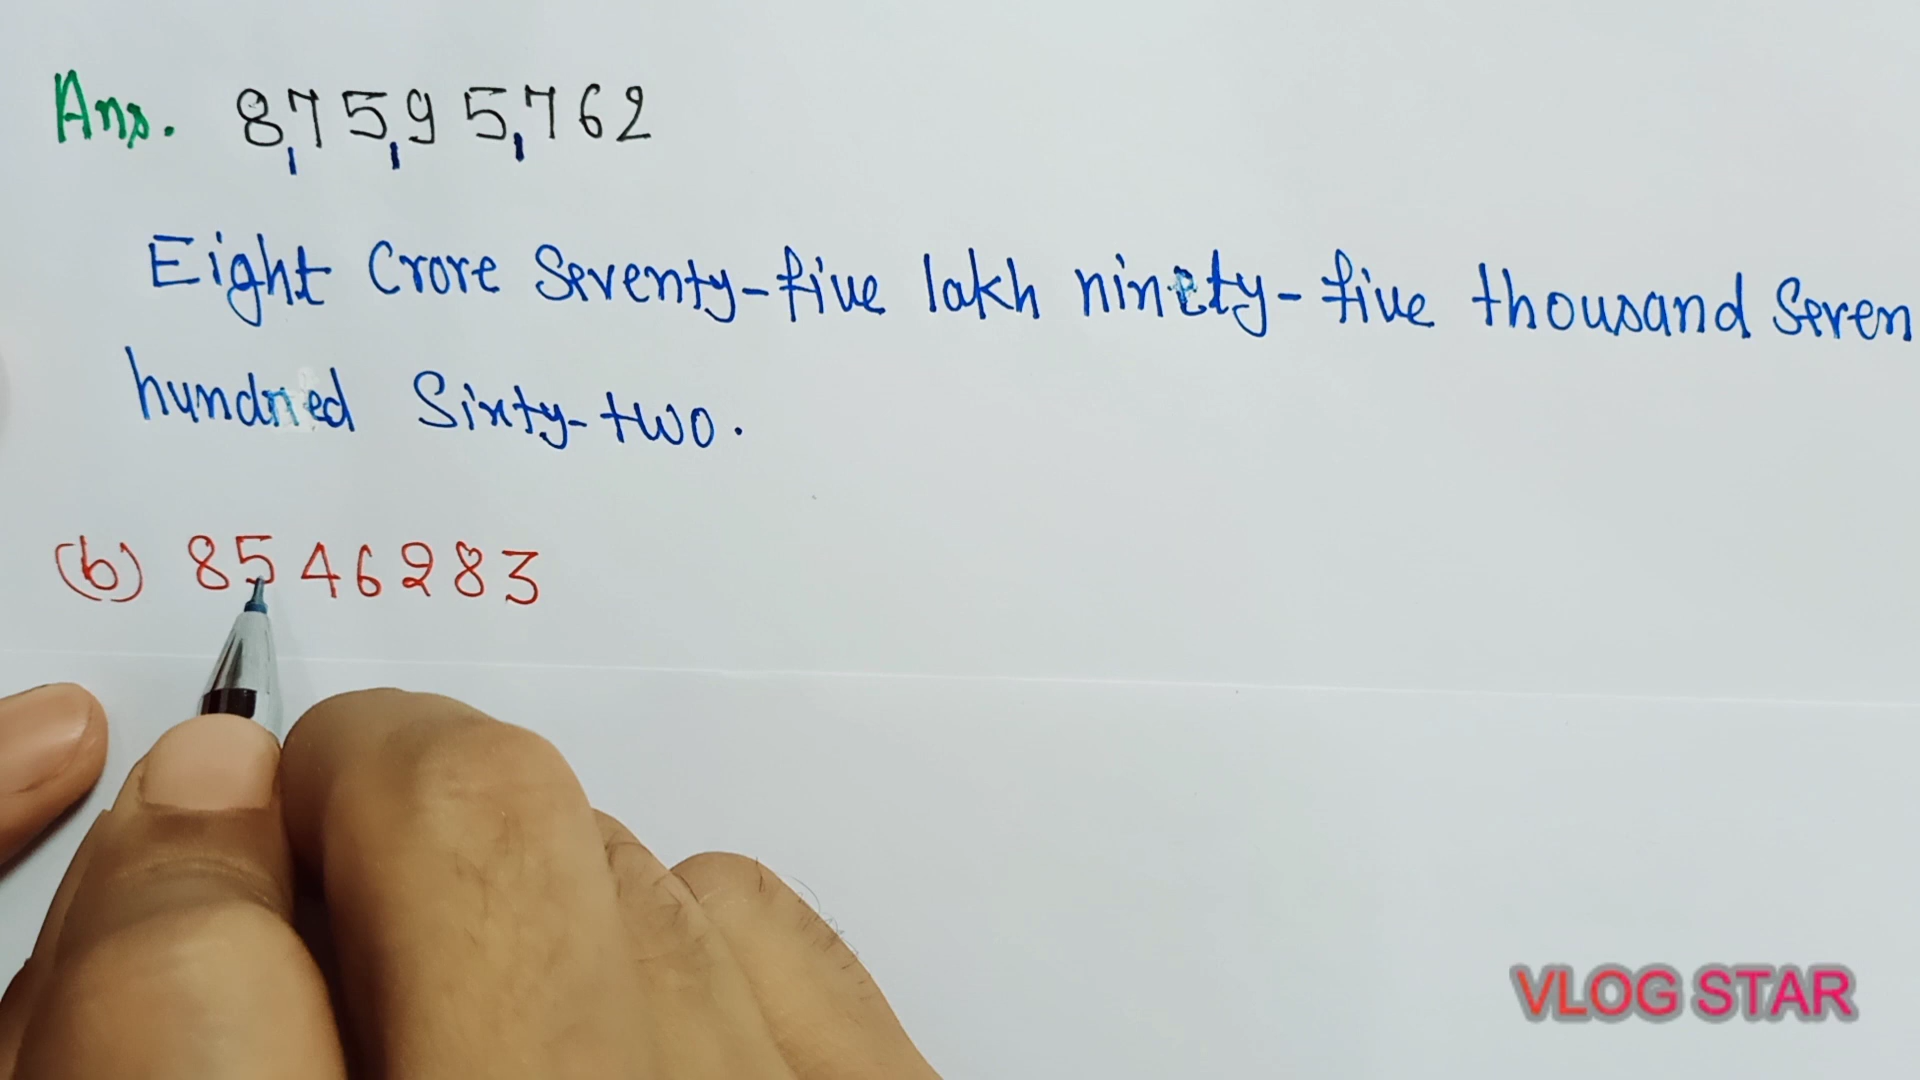 Ans. 8,75,95,762
Eight Crore Seventy-five lakh ninety-five thousand Seven
hundred Sixty-two.
(b) 8546283
VLOG STAR